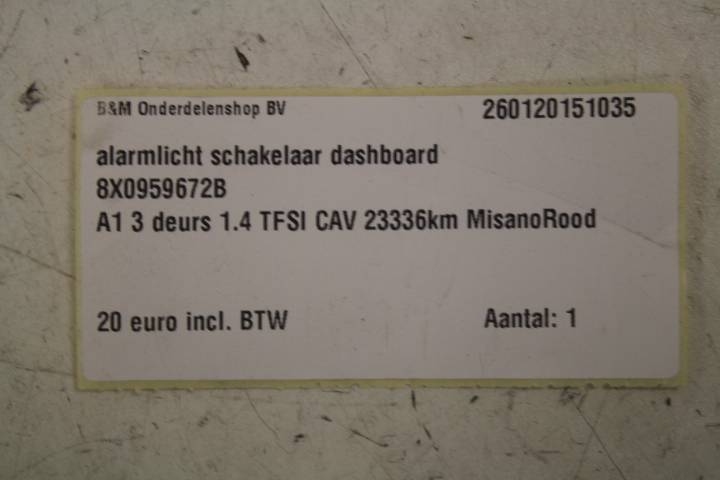 B&M Onderdelenshop BV 260120151035
alarmlicht schakelaar dashboard
8X0959672B
A1 3 deurs 1.4 TFSI CAV 23336km MisanoRood
20 euro incl. BTW Aantal: 1